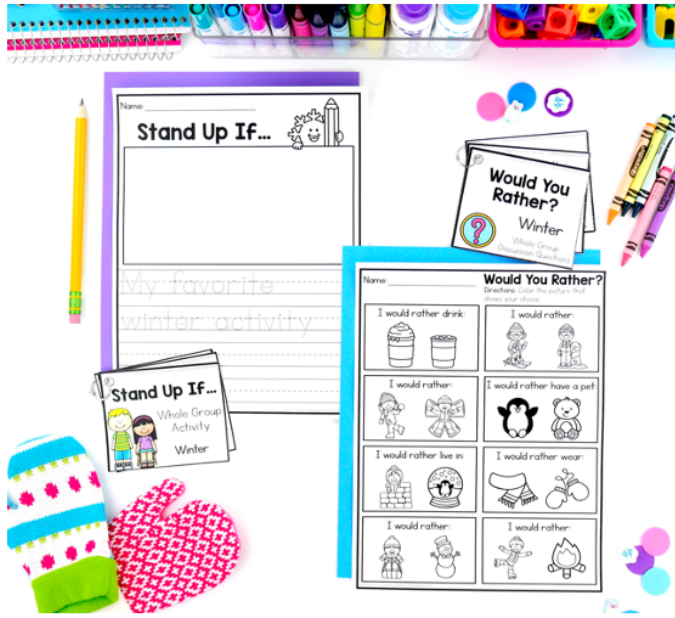 Name:
Stand Up If...
My favorite
winter activity
Would You
Rather?
Winter
Whole Group
Discussion Questions
Stand Up If...
Whole Group
Activity
Winter
Name:
Would You Rather?
Directions: Color the picture that
shows your choice.
I would rather drink:
I would rather:
I would rather:
I would rather have a pet
I would rather live in:
I would rather wear:
I would rather:
I would rather: